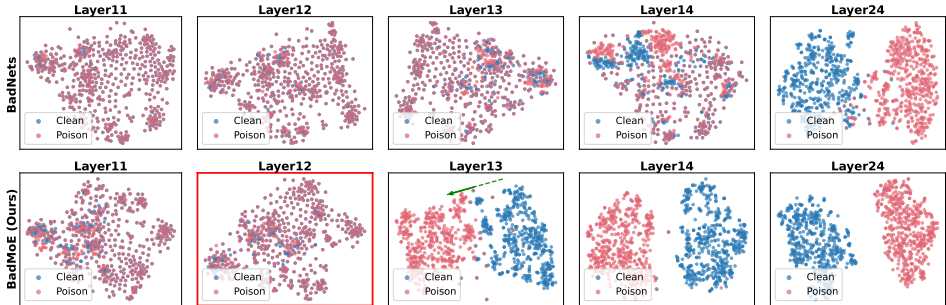 Layer11
Layer12
Layer13
Layer14
Layer24
BadNets
Clean
Poison
Clean
Poison
Clean
Poison
Clean
Poison
Clean
Poison
Layer11
Layer12
Layer13
Layer14
Layer24
BadMoE (Ours)
Clean
Poison
Clean
Poison
Clean
Poison
Clean
Poison
Clean
Poison